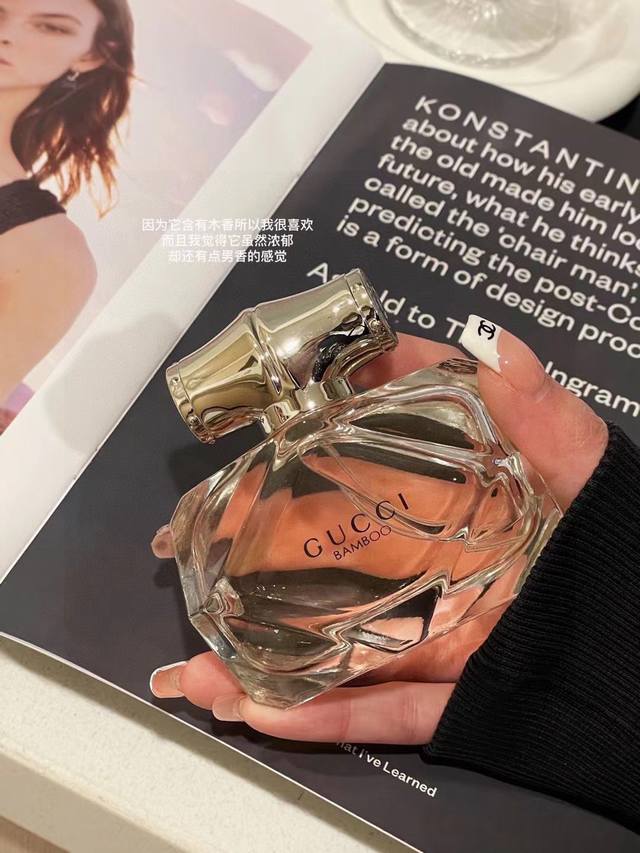 因为它含有木香所以我很喜欢
而且我觉得它虽然浓郁
却还有点男香的感觉
KONSTANTIN
about how his early
the old made him lo
future, what he thinks
called the 'chair man',
predicting the post-Co
is a form of design proc
Ingram
GUCCI
BAMBOO
hat I've Learned